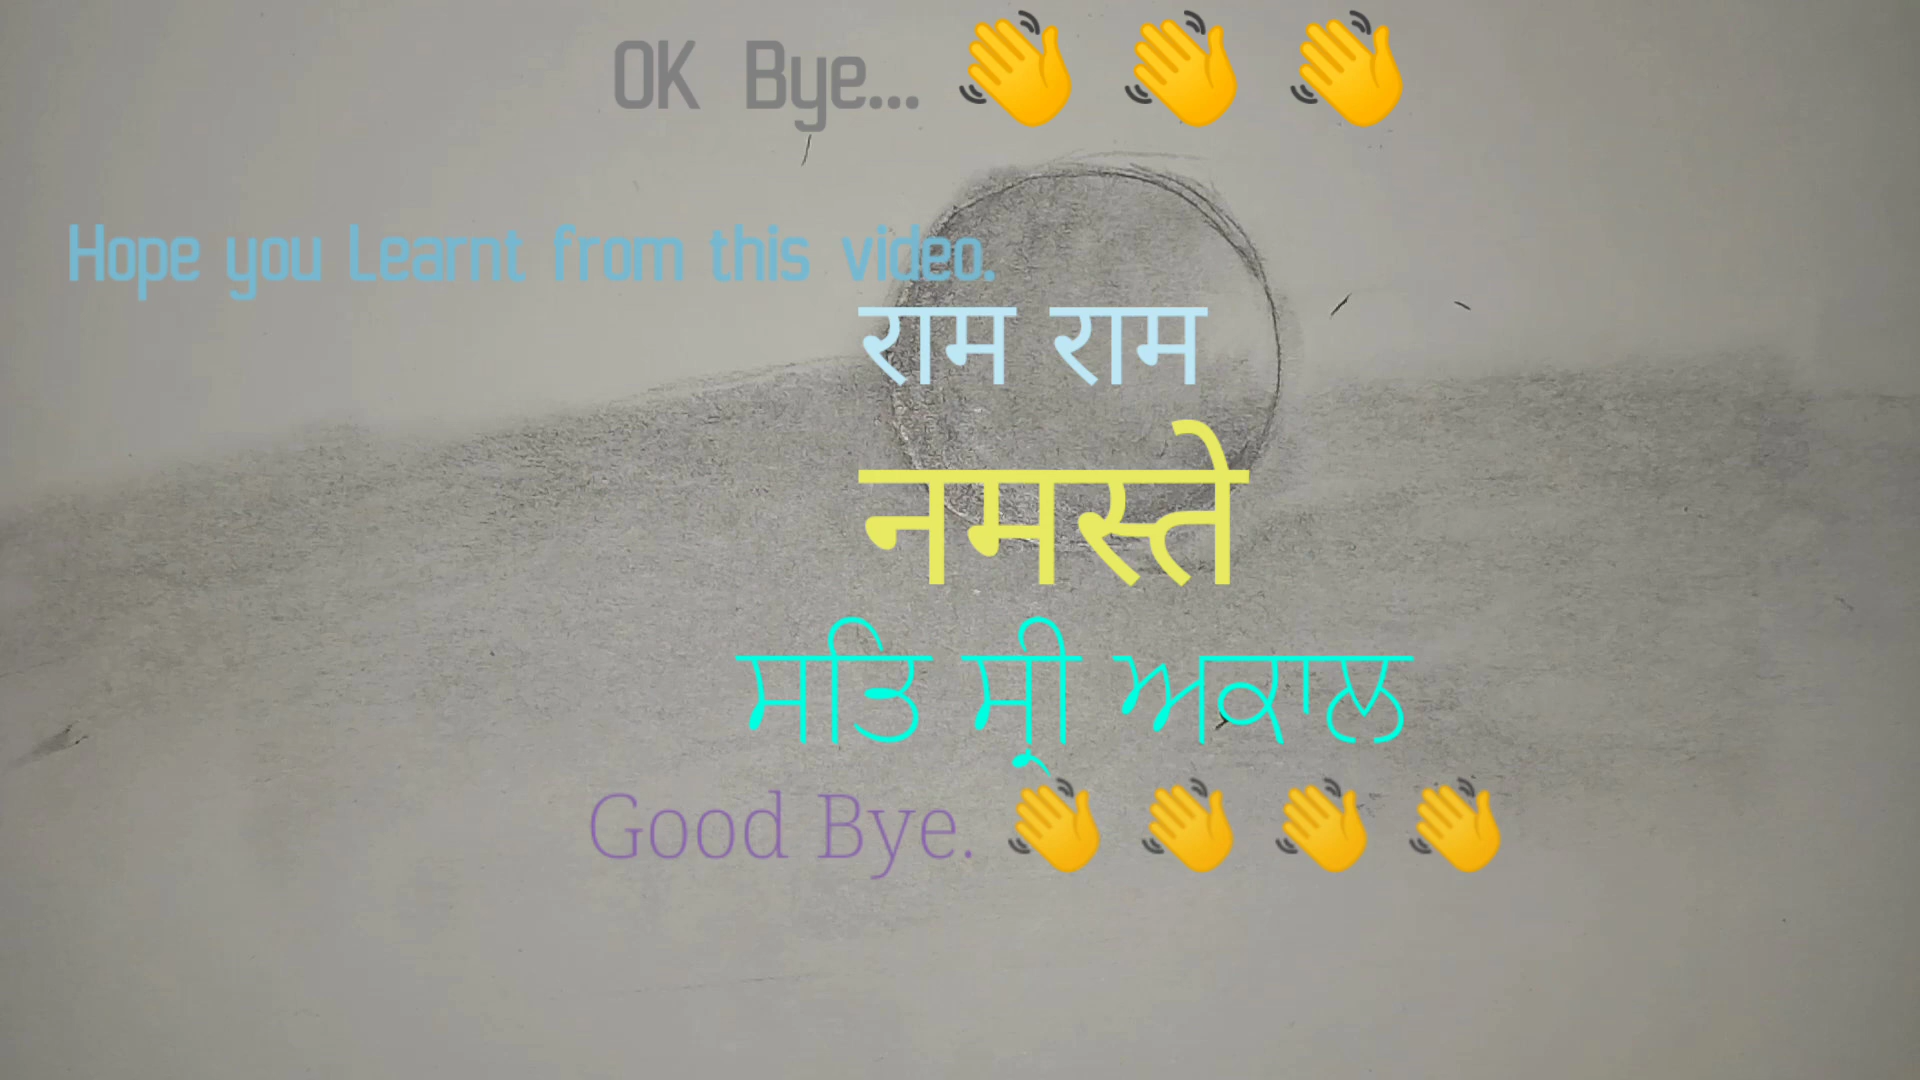 OK Bye... 👋 👋 👋
Hope you Learnt from this video.
राम राम
नमस्ते
ਸਤਿ ਸ੍ਰੀ ਅਕਾਲ
Good Bye. 👋 👋 👋 👋